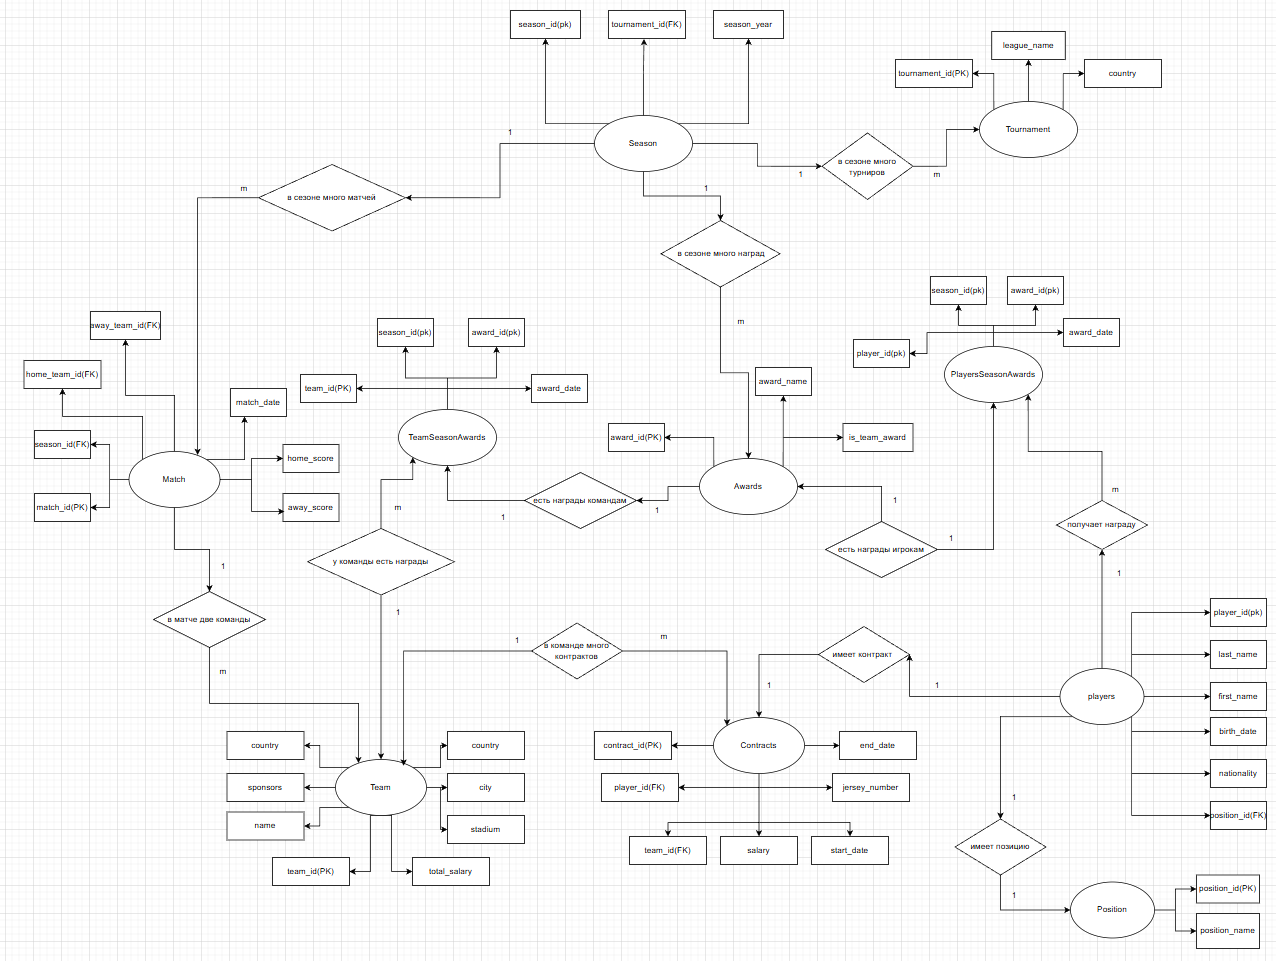 season_id(pk)
tournament_id(FK)
season_year
league_name
tournament_id(PK)
country
Season
Tournament
1
в сезоне много
турниров
1
m
m
в сезоне много матчей
1
в сезоне много наград
m
away_team_id(FK)
home_team_id(FK)
match_date
season_id(FK)
home_score
Match
match_id(PK)
away_score
season_id(pk)
award_id(pk)
team_id(PK)
award_date
TeamSeasonAwards
award_name
award_id(PK)
is_team_award
Awards
season_id(pk)
award_id(pk)
award_date
player_id(pk)
PlayersSeasonAwards
есть награды командам
1
1
m
у команды есть награды
1
1
есть награды игрокам
1
m
получает награду
1
1
в матче две команды
m
1
в команде много
контрактов
m
имеет контракт
1
1
player_id(pk)
last_name
first_name
birth_date
nationality
position_id(FK)
players
country
sponsors
name
Team
country
city
stadium
team_id(PK)
total_salary
Contracts
contract_id(PK)
end_date
player_id(FK)
jersey_number
team_id(FK)
salary
start_date
1
имеет позицию
1
Position
position_id(PK)
position_name